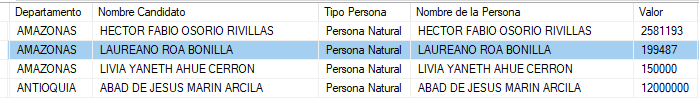 Departamento Nombre Candidato Tipo Persona Nombre de la Persona Valor
AMAZONAS HECTOR FABIO OSORIO RIVILLAS Persona Natural HECTOR FABIO OSORIO RIVILLAS 2581193
AMAZONAS LAUREANO ROA BONILLA Persona Natural LAUREANO ROA BONILLA 199487
AMAZONAS LIVIA YANETH AHUE CERRON Persona Natural LIVIA YANETH AHUE CERRON 150000
ANTIOQUIA ABAD DE JESUS MARIN ARCILA Persona Natural ABAD DE JESUS MARIN ARCILA 12000000